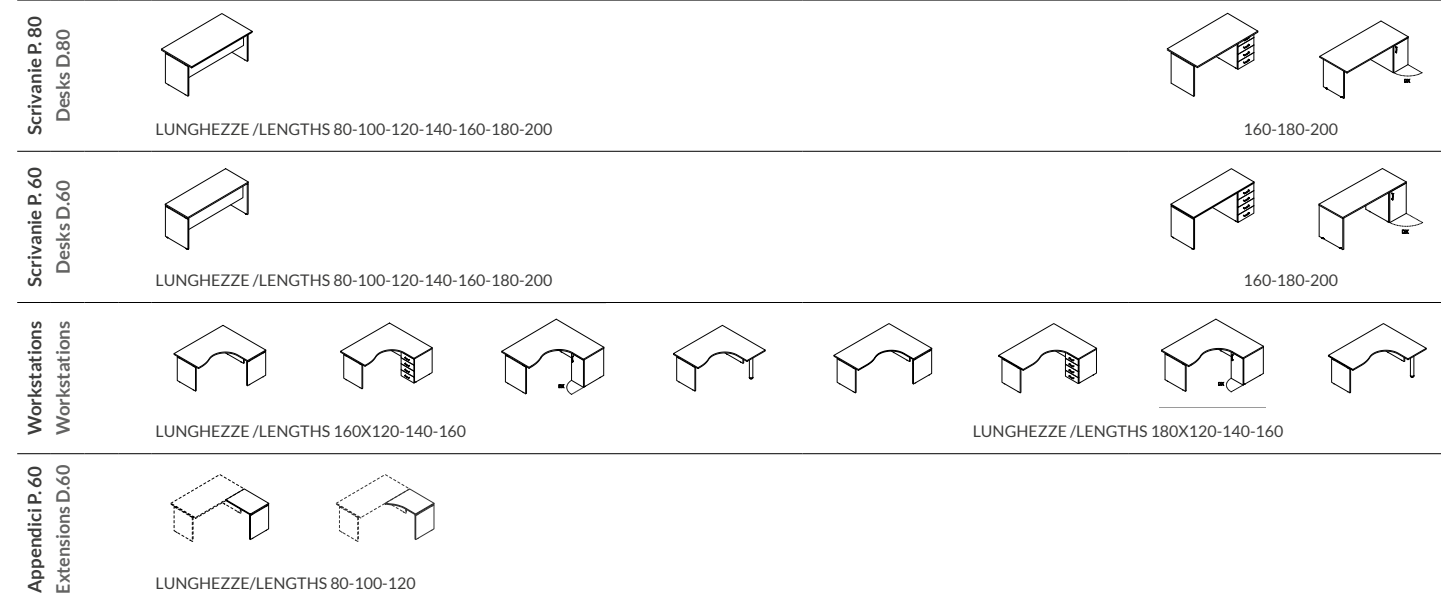 Scrivanie P. 80
Desks D.80
LUNGHEZZE /LENGTHS 80-100-120-140-160-180-200
160-180-200
Scrivanie P. 60
Desks D.60
LUNGHEZZE /LENGTHS 80-100-120-140-160-180-200
160-180-200
Workstations
Workstations
LUNGHEZZE /LENGTHS 160X120-140-160
LUNGHEZZE /LENGTHS 180X120-140-160
Appendici P. 60
Extensions D.60
LUNGHEZZE/LENGTHS 80-100-120